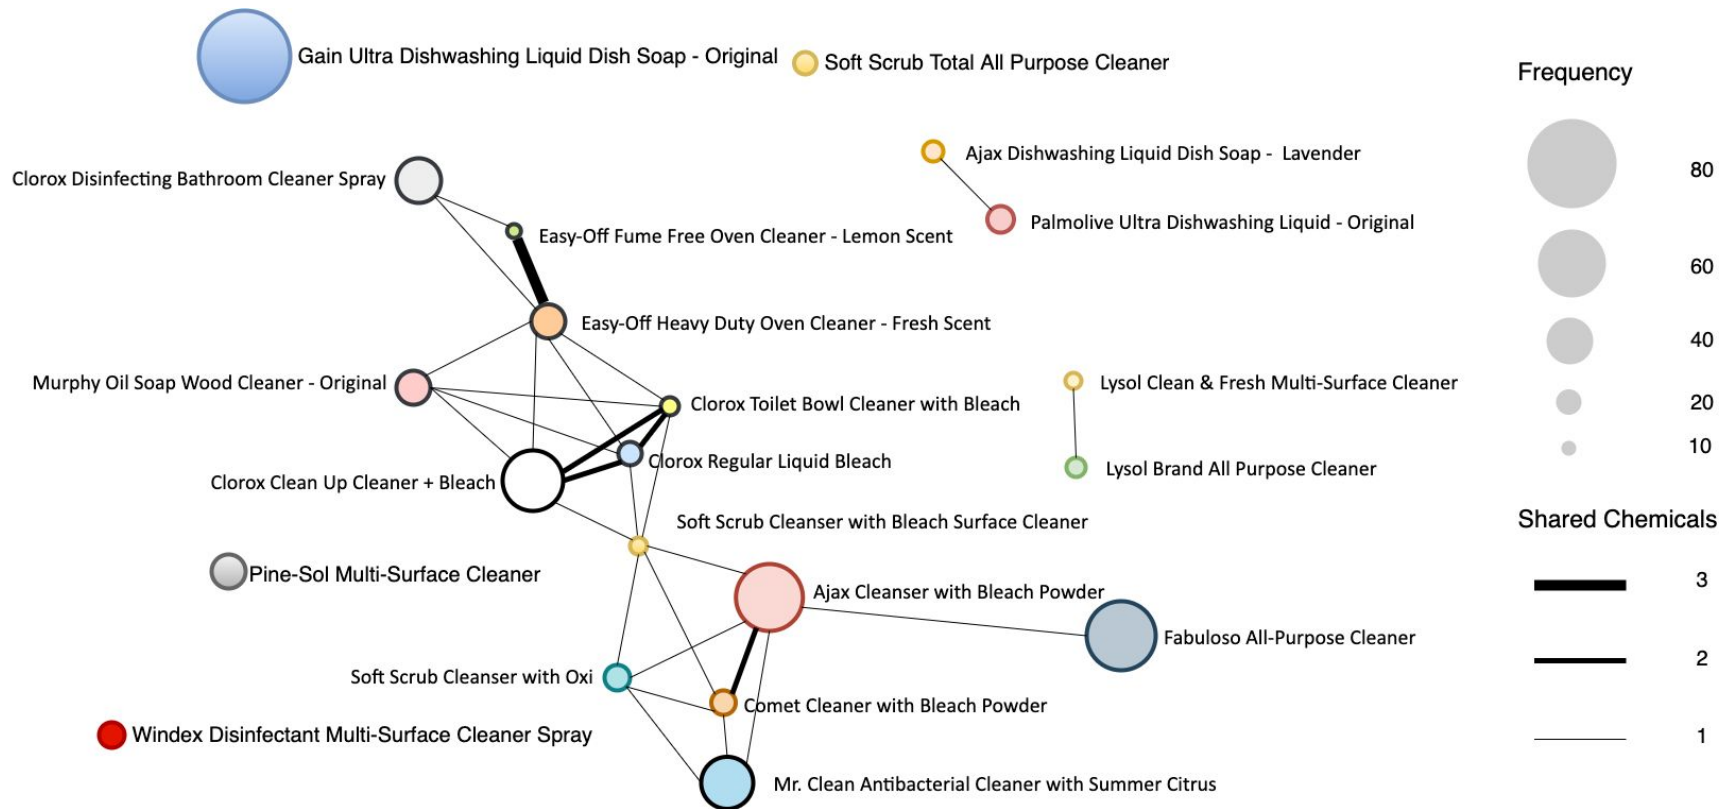 Gain Ultra Dishwashing Liquid Dish Soap - Original
Soft Scrub Total All Purpose Cleaner
Frequency
Ajax Dishwashing Liquid Dish Soap -  Lavender
80
Clorox Disinfecting Bathroom Cleaner Spray
Palmolive Ultra Dishwashing Liquid - Original
Easy-Off Fume Free Oven Cleaner - Lemon Scent
60
Easy-Off Heavy Duty Oven Cleaner - Fresh Scent
40
Murphy Oil Soap Wood Cleaner - Original
Lysol Clean & Fresh Multi-Surface Cleaner
Clorox Toilet Bowl Cleaner with Bleach
20
10
Clorox Regular Liquid Bleach
Lysol Brand All Purpose Cleaner
Clorox Clean Up Cleaner + Bleach
Soft Scrub Cleanser with Bleach Surface Cleaner
Shared Chemicals
Pine-Sol Multi-Surface Cleaner
3
Ajax Cleanser with Bleach Powder
Fabuloso All-Purpose Cleaner
2
Soft Scrub Cleanser with Oxi
Comet Cleaner with Bleach Powder
Windex Disinfectant Multi-Surface Cleaner Spray
1
Mr. Clean Antibacterial Cleaner with Summer Citrus